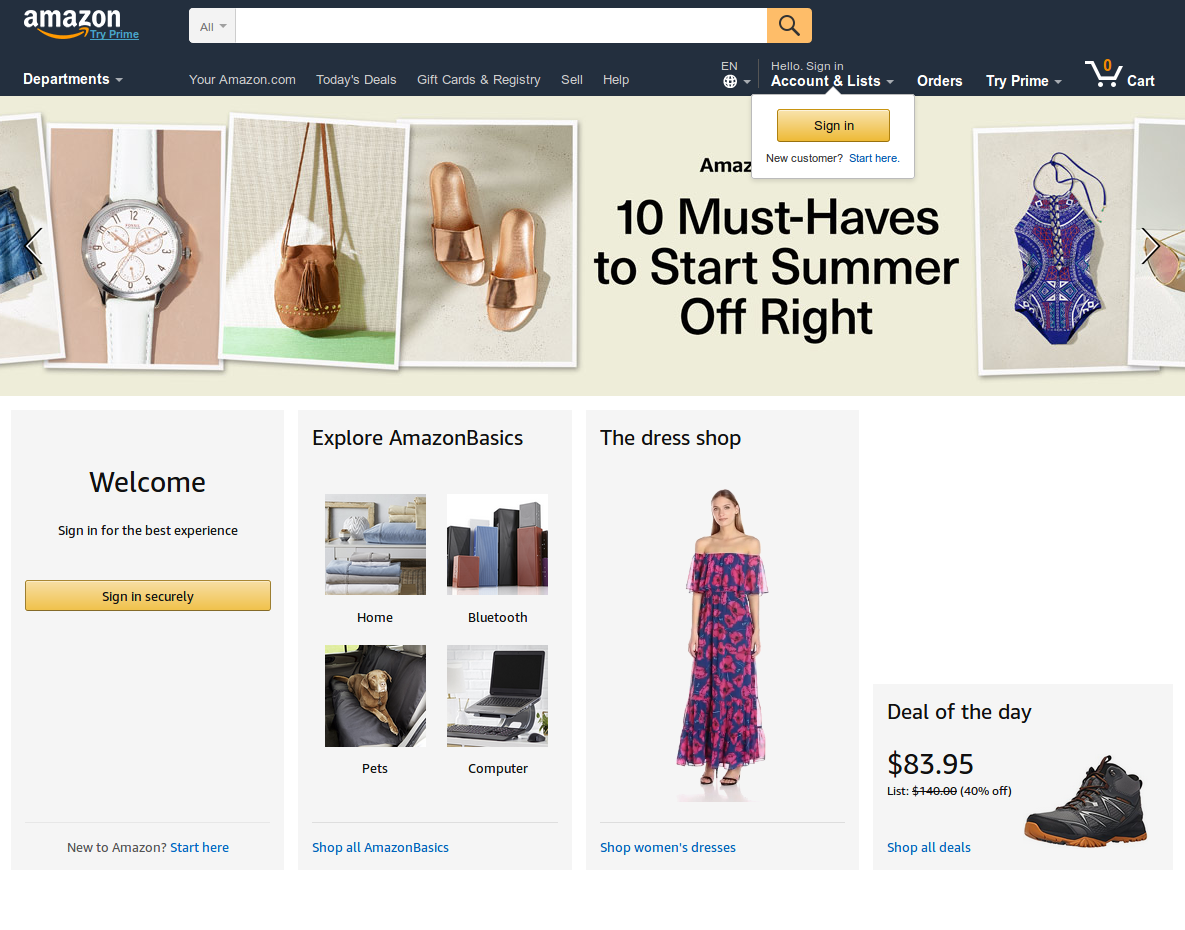 amazon
Try Prime
All
Departments
Your Amazon.com
Today's Deals
Gift Cards & Registry
Sell
Help
EN
Hello. Sign in
Account & Lists
Orders
Try Prime
0
Cart
Sign in
New customer? Start here.
Amaz
10 Must-Haves
to Start Summer
Off Right
12
FOSSIL
Welcome
Sign in for the best experience
Sign in securely
New to Amazon? Start here
Explore AmazonBasics
Home
Bluetooth
Pets
Computer
Shop all AmazonBasics
The dress shop
Shop women's dresses
Deal of the day
$83.95
List: $140.00 (40% off)
Shop all deals